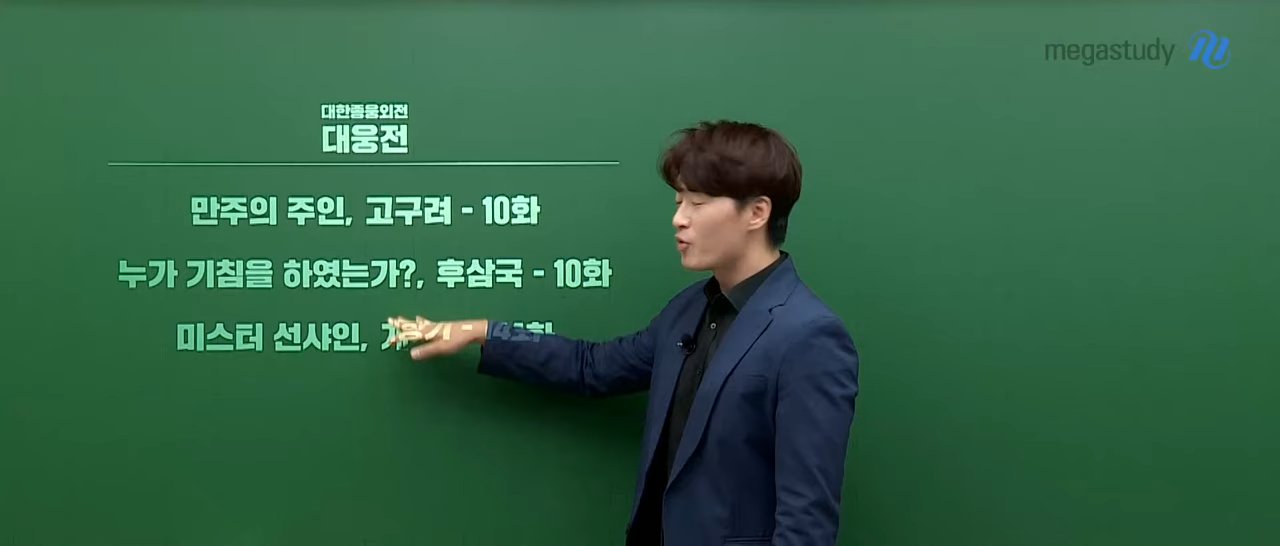 megastudy
대한종웅외전
대웅전
만주의 주인, 고구려 - 10화
누가 기침을 하였는가?, 후삼국 - 10화
미스터 선샤인,